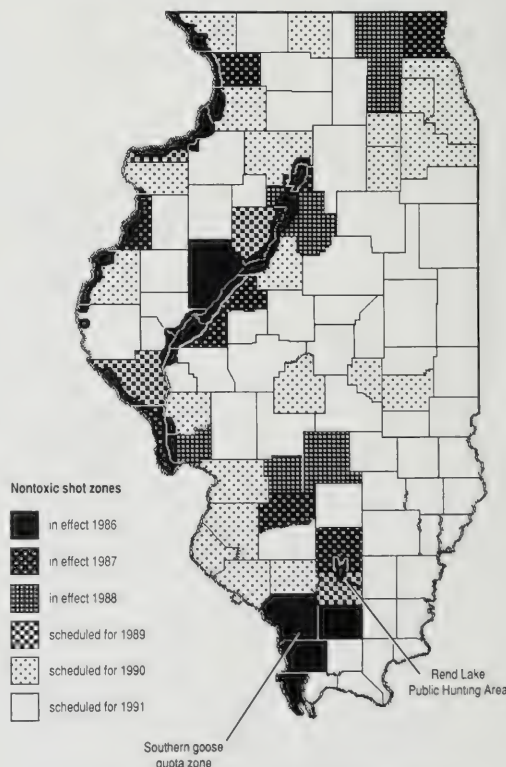 Nontoxic shot zones
in effect 1986
in effect 1987
in effect 1988
scheduled for 1989
scheduled for 1990
scheduled for 1991
Rend Lake
Public Hunting Area
Southern goose
quota zone